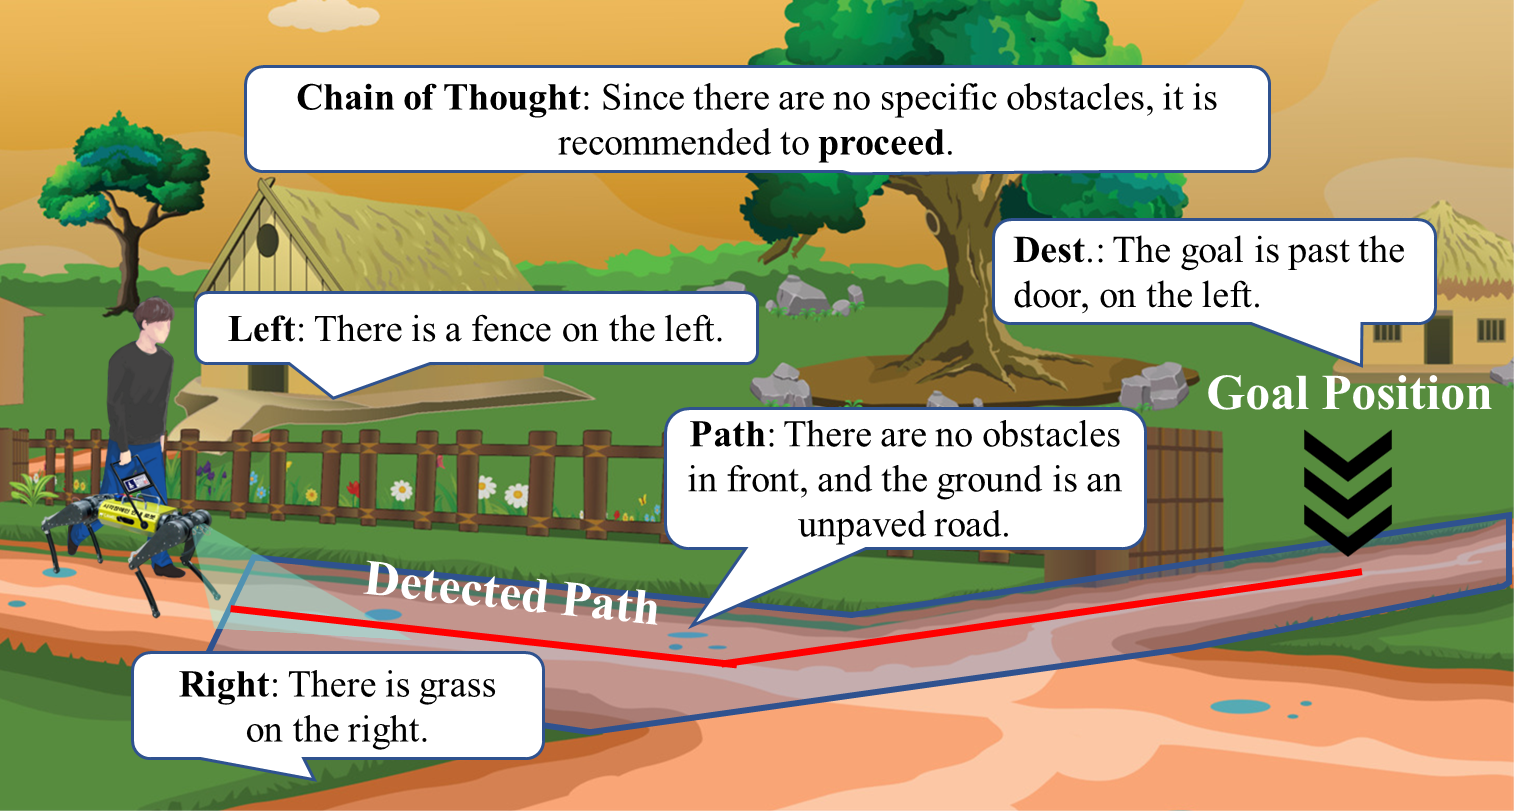 Chain of Thought: Since there are no specific obstacles, it is
recommended to proceed.
Dest.: The goal is past the
door, on the left.
Left: There is a fence on the left.
Goal Position
Path: There are no obstacles
in front, and the ground is an
unpaved road.
Detected Path
Right: There is grass
on the right.